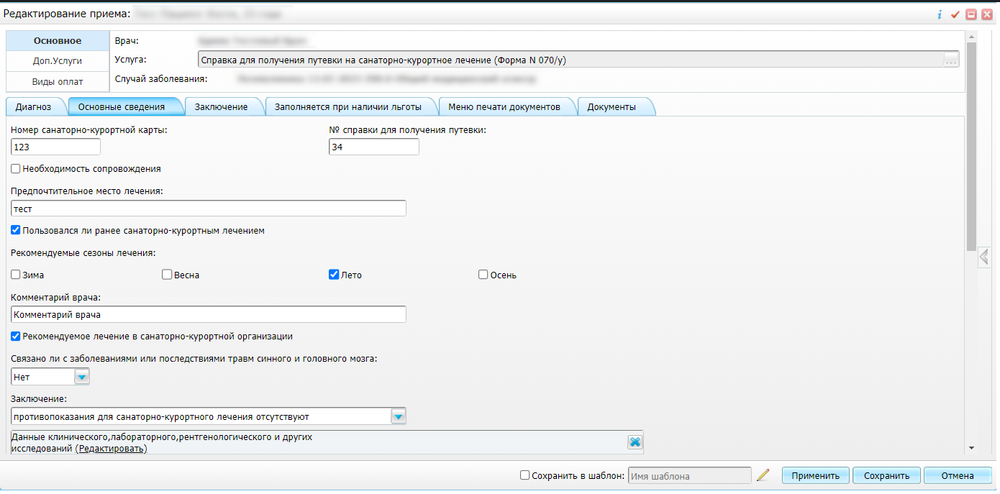 Редактирование приема:
Основное
Доп.Услуги
Виды оплат
Врач:
Услуга: Справка для получения путевки на санаторно-курортное лечение (Форма N 070/у) ...
Случай заболевания:
Диагноз Основные сведения Заключение Заполняется при наличии льготы Меню печати документов Документы
Номер санаторно-курортной карты: № справки для получения путевки:
123 34
Необходимость сопровождения
Предпочтительное место лечения:
тест
Пользовался ли ранее санаторно-курортным лечением
Рекомендуемые сезоны лечения:
Зима Весна Лето Осень
Комментарий врача:
Комментарий врача
Рекомендуемое лечение в санаторно-курортной организации
Связано ли с заболеваниями или последствиями травм синного и головного мозга:
Нет
Заключение:
противопоказания для санаторно-курортного лечения отсутствуют
Данные клинического,лабораторного,рентгенологического и других
исследований (Редактировать)
Сохранить в шаблон: Имя шаблона Применить Сохранить Отмена